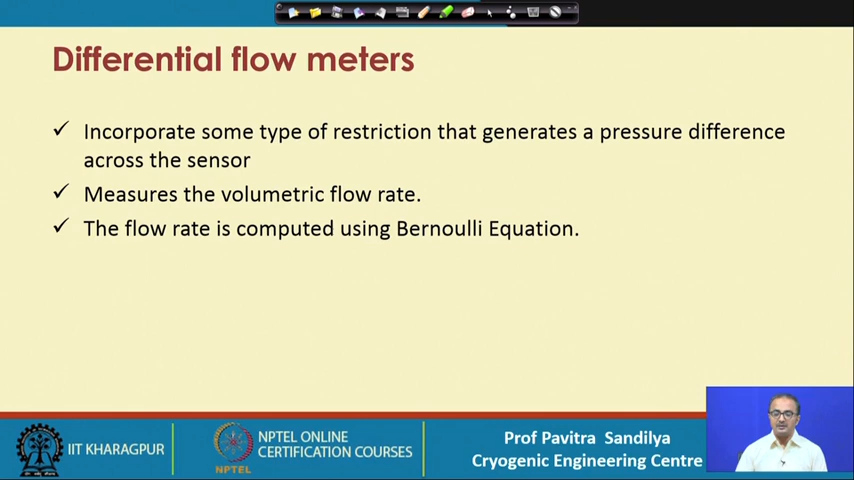 Differential flow meters
✓ Incorporate some type of restriction that generates a pressure difference
across the sensor
✓ Measures the volumetric flow rate.
✓ The flow rate is computed using Bernoulli Equation.
IIT KHARAGPUR
NPTEL
NPTEL ONLINE
CERTIFICATION COURSES
Prof Pavitra Sandilya
Cryogenic Engineering Centre